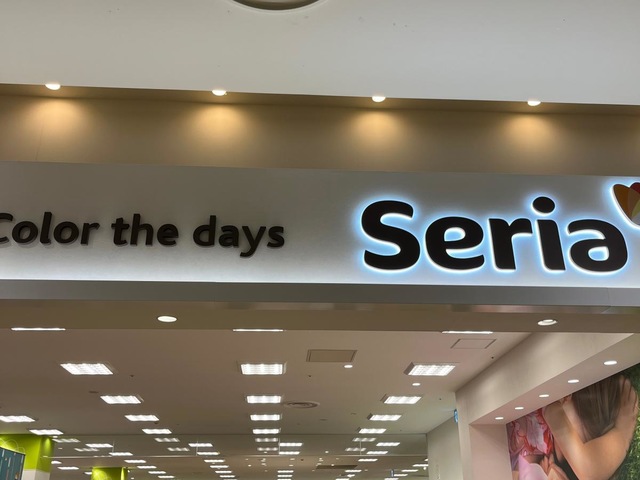 Color the days
Seria